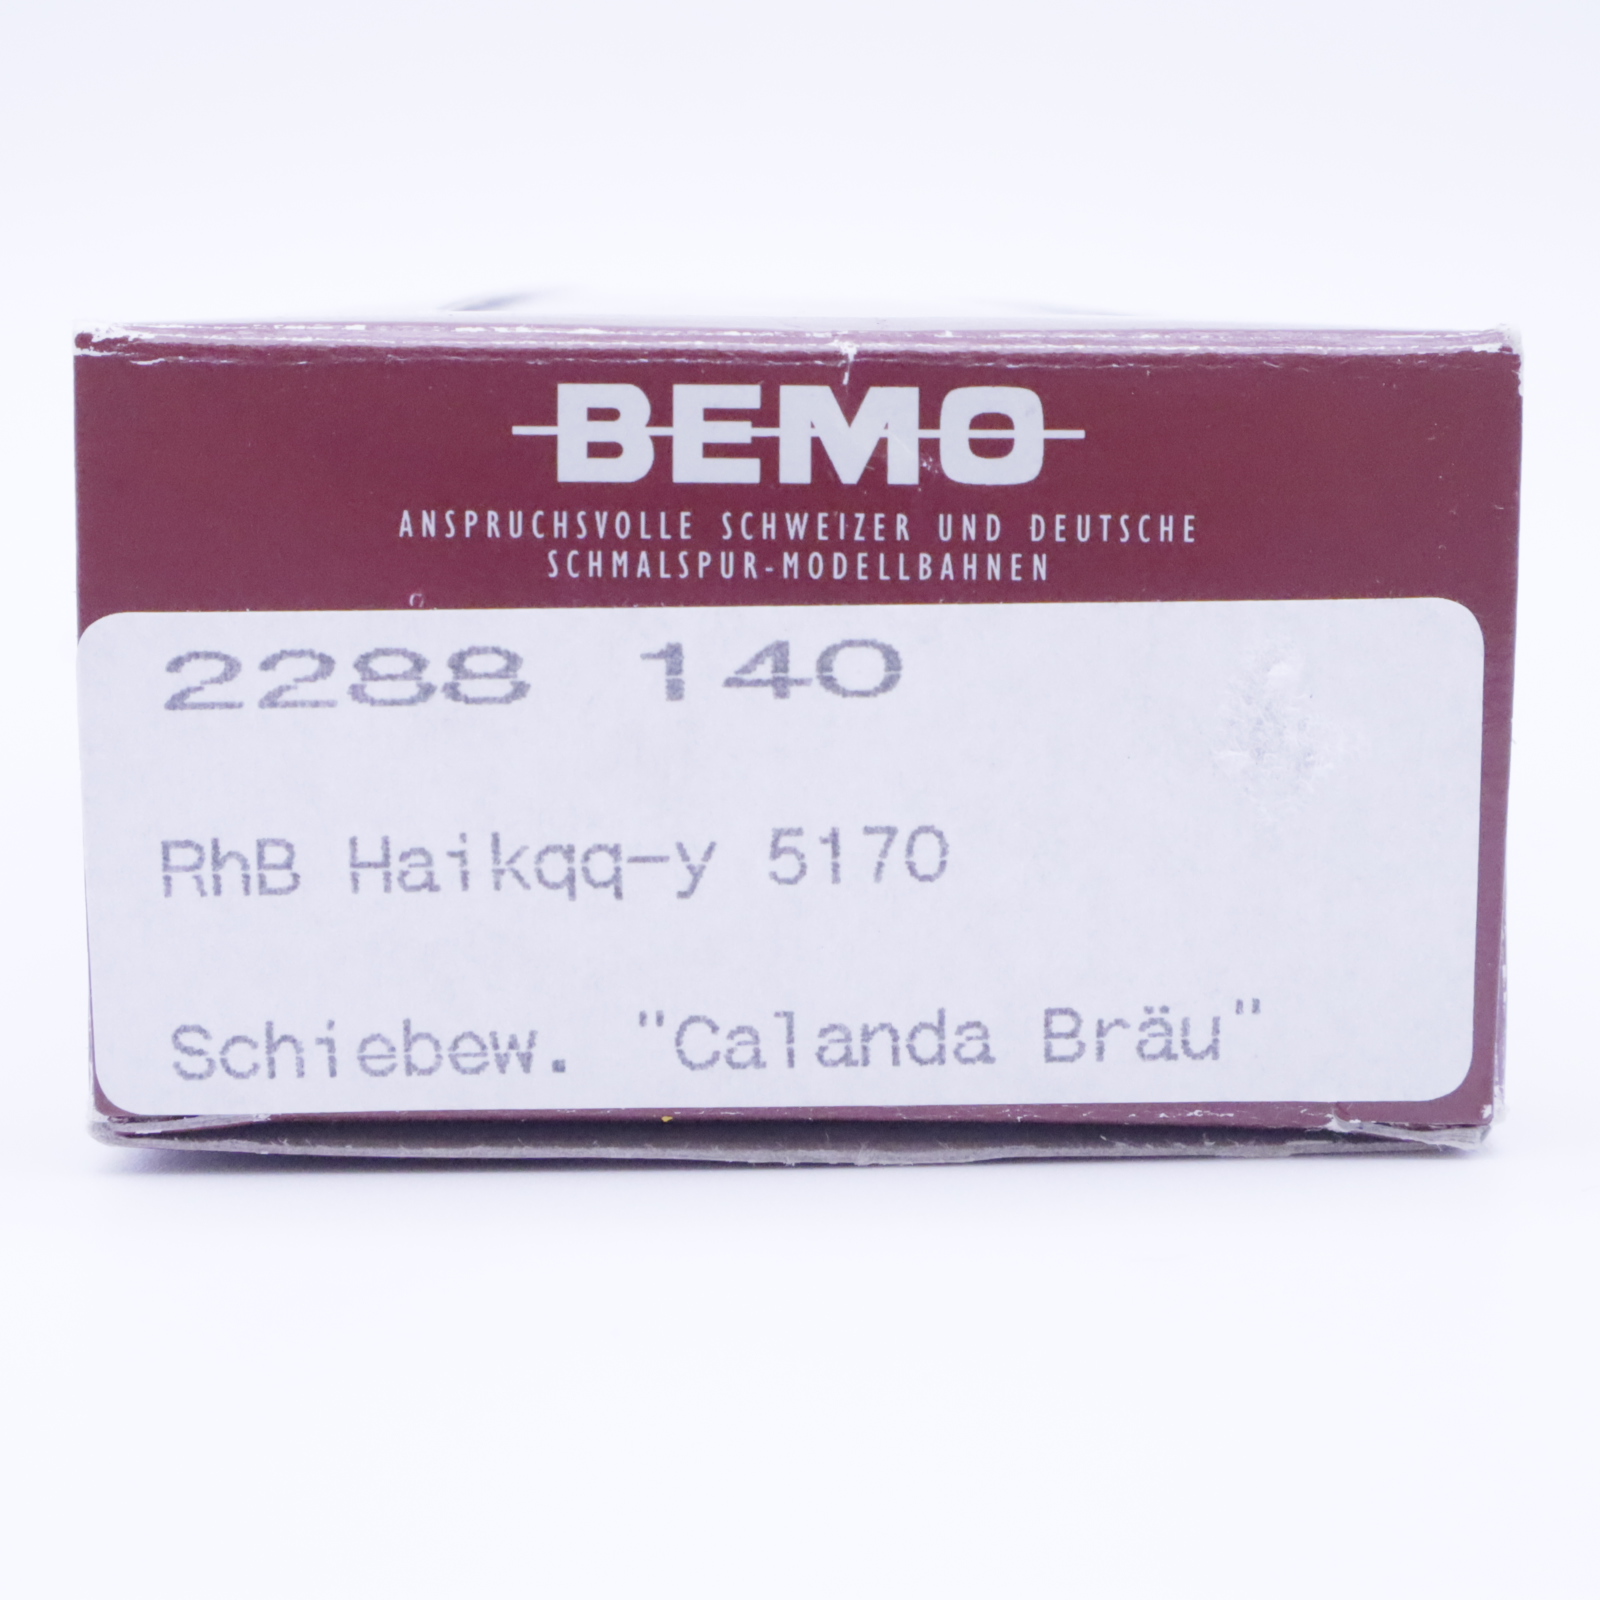 BEMO
ANSPRUCHSVOLLE SCHWEIZER UND DEUTSCHE
SCHMALSPUR-MODELLBAHNEN
2288 140
RhB Haikqq-y 5170
Schiebew. "Calanda Bräu"